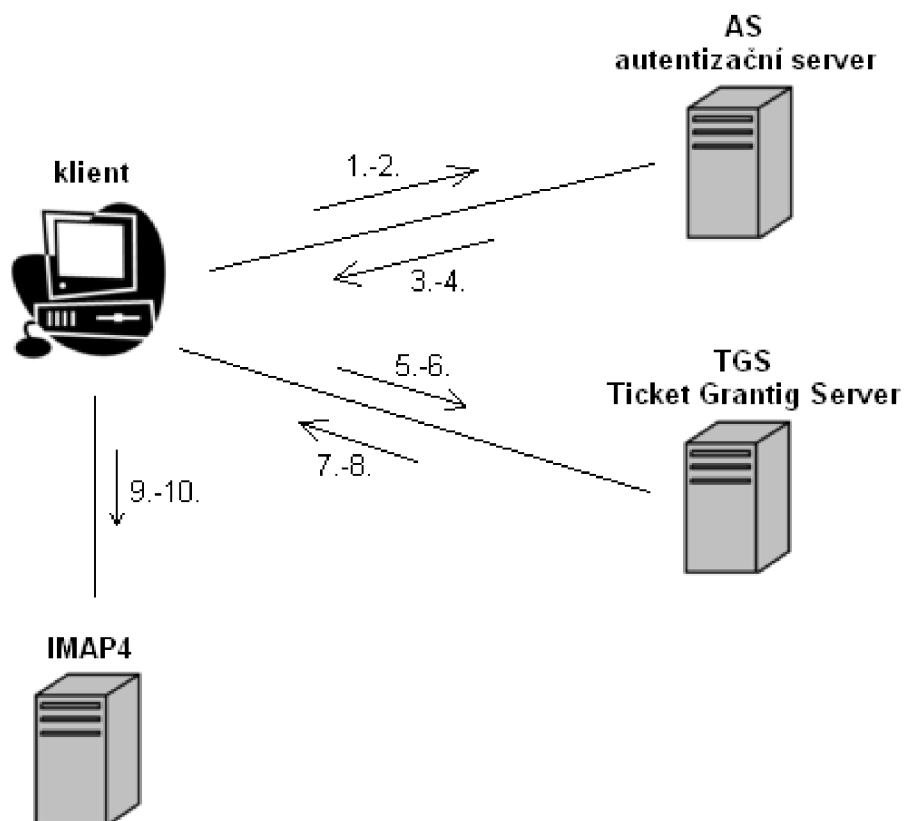 AS
autentizační server
klient
1.-2.
3.-4.
5.-6.
TGS
Ticket Grantig Server
7.-8.
9.-10.
IMAP4